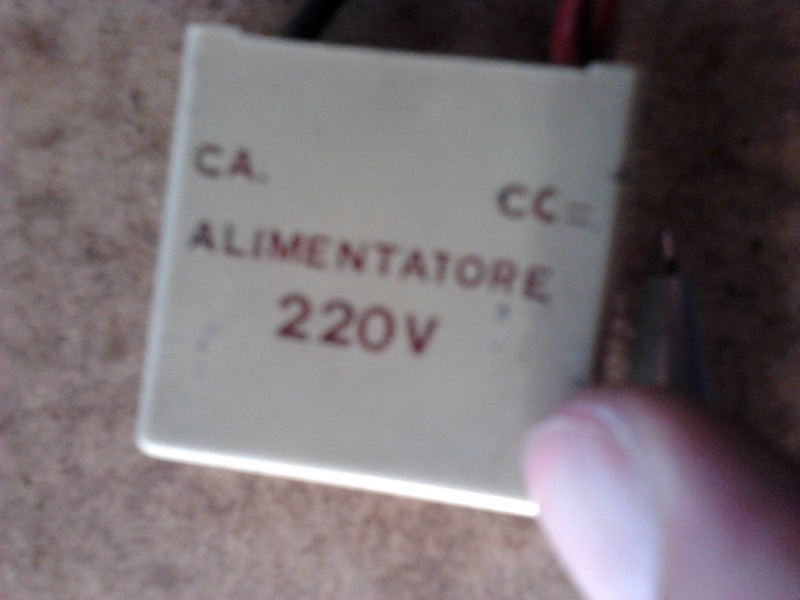 CA.
CC=
ALIMENTATORE
220V